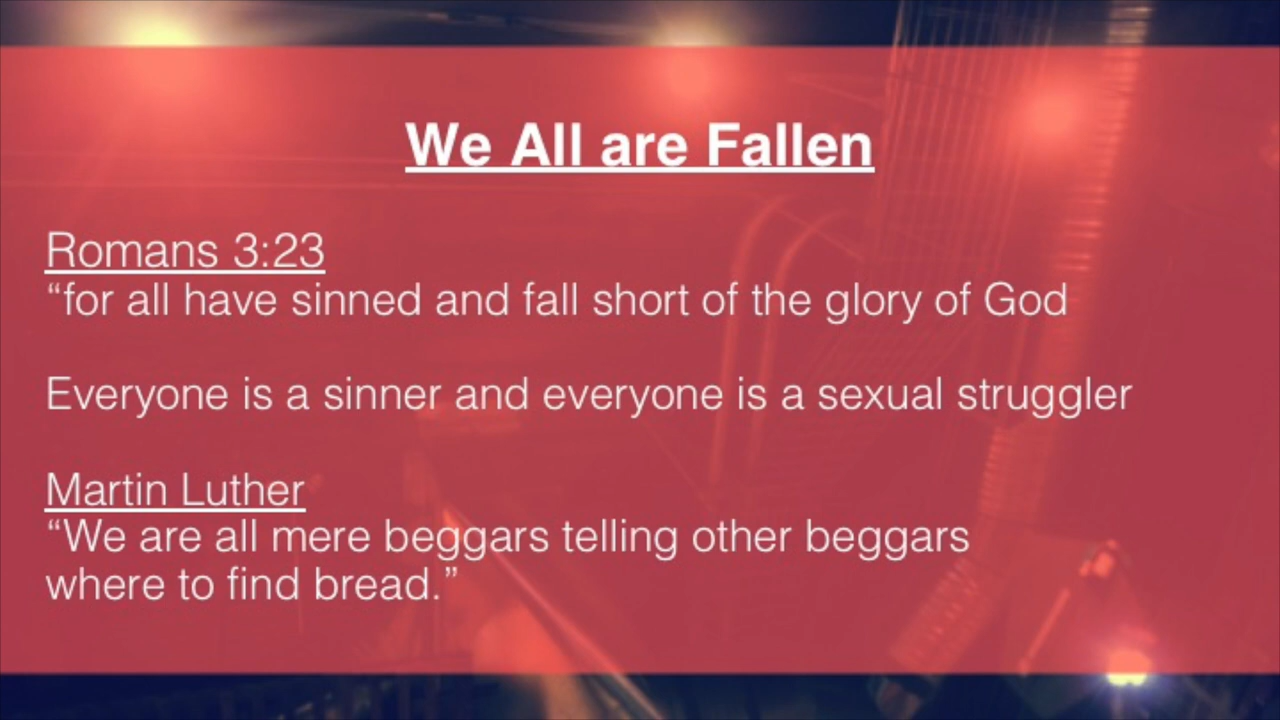 We All are Fallen
Romans 3:23
“for all have sinned and fall short of the glory of God
Everyone is a sinner and everyone is a sexual struggler
Martin Luther
“We are all mere beggars telling other beggars
where to find bread.”